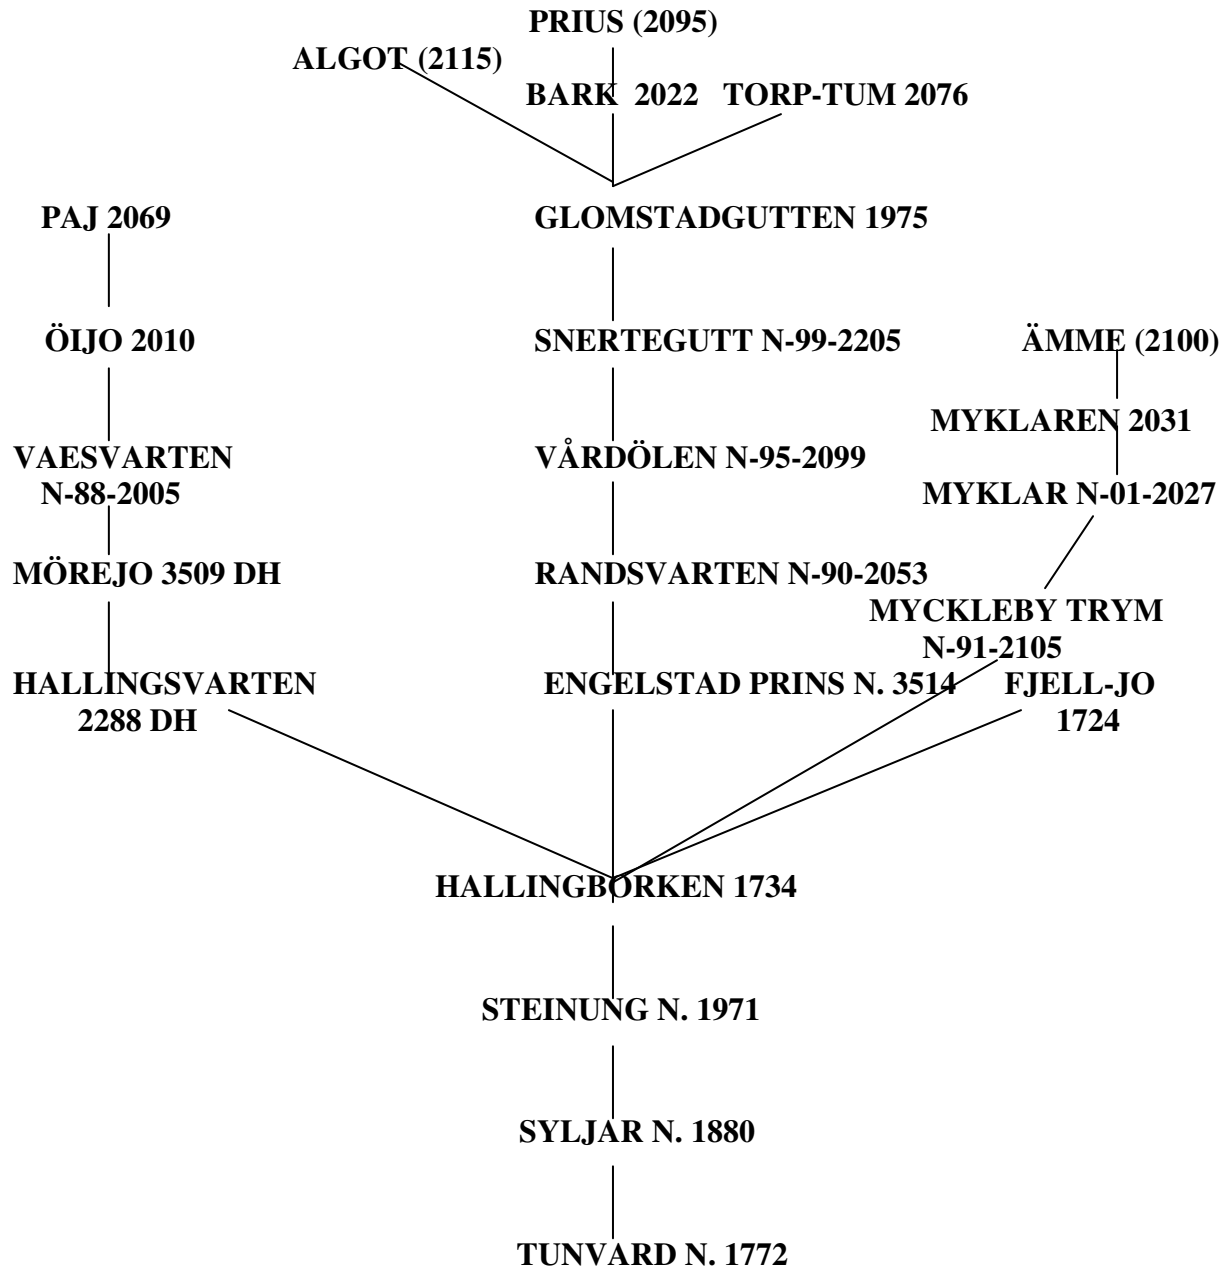 PRIUS (2095)
ALGOT (2115)
BARK 2022 TORP-TUM 2076
PAJ 2069 GLOMSTADGUTTEN 1975
ÖIJO 2010 SNERTEGUTT N-99-2205 ÄMME (2100)
MYKLAREN 2031
VAESVARTEN VÅRDÖLEN N-95-2099
N-88-2005 MYKLAR N-01-2027
MÖREJO 3509 DH RANDSVARTEN N-90-2053
MYCKLEBY TRYM
N-91-2105
HALLINGSVARTEN ENGELSTAD PRINS N. 3514 FJELL-JO
2288 DH 1724
HALLINGBORKEN 1734
STEINUNG N. 1971
SYLJAR N. 1880
TUNVARD N. 1772